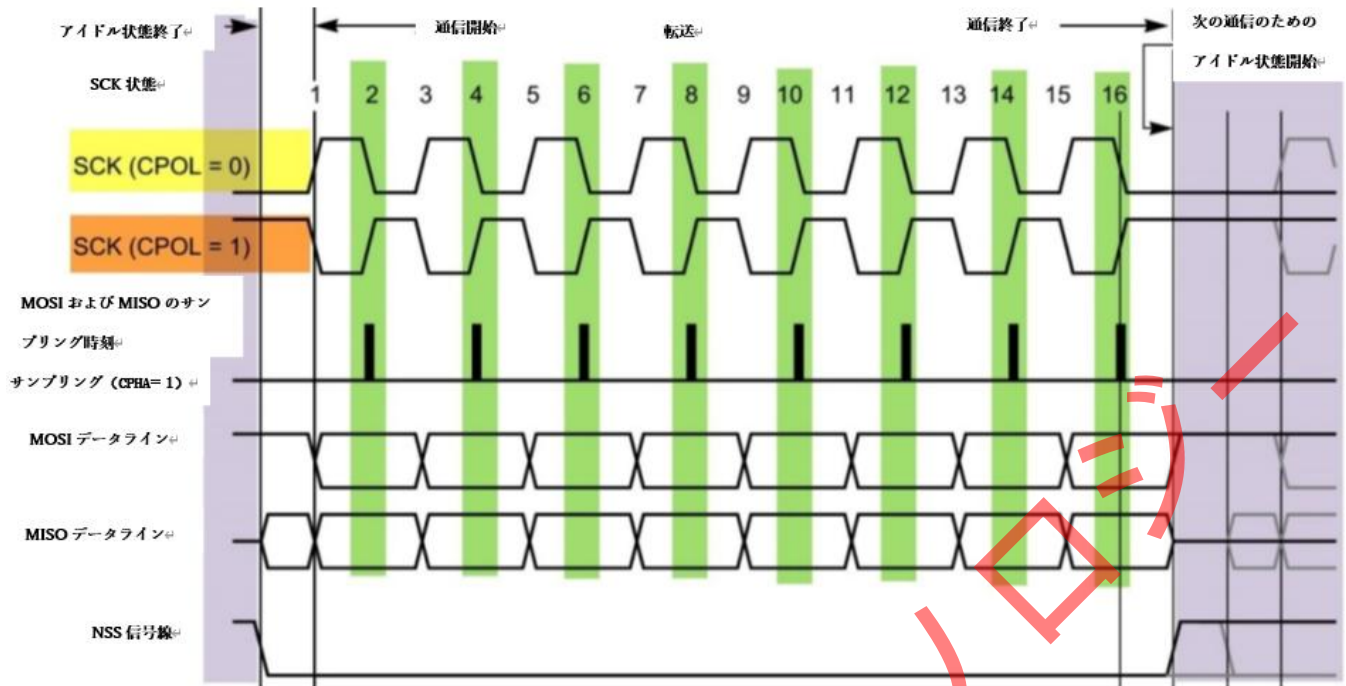 アイドル状態終了
通信開始
転送
通信終了
次の通信のための
アイドル状態開始
SCK 状態
1 2 3 4 5 6 7 8 9 10 11 12 13 14 15 16
SCK (CPOL = 0)
SCK (CPOL = 1)
MOSI および MISO のサン
プリング時刻
サンプリング（CPHA= 1）
MOSI データライン
MISO データライン
NSS 信号線